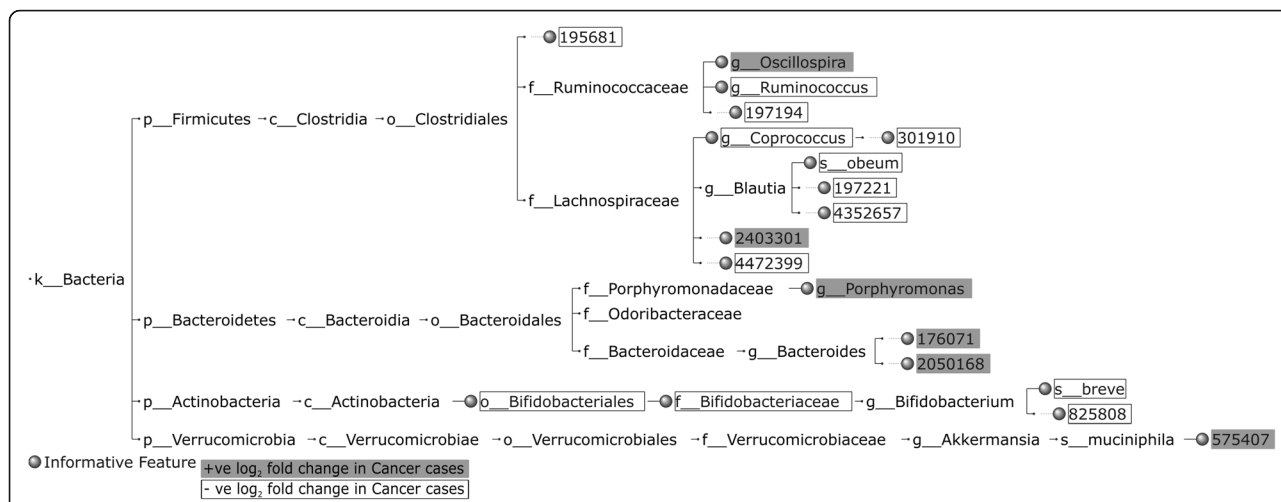 195681
g__Oscillospira
f__Ruminococcaceae
g__Ruminococcus
197194
p__Firmicutes
c__Clostridia
o__Clostridiales
g__Coprococcus
301910
s__obeum
g__Blautia
197221
f__Lachnospiraceae
4352657
2403301
4472399
k__Bacteria
f__Porphyromonadaceae
g__Porphyromonas
p__Bacteroidetes
c__Bacteroidia
o__Bacteroidales
f__Odoribacteraceae
176071
f__Bacteroidaceae
g__Bacteroides
2050168
s__breve
p__Actinobacteria
c__Actinobacteria
o__Bifidobacteriales
f__Bifidobacteriaceae
g__Bifidobacterium
825808
p__Verrucomicrobia
c__Verrucomicrobiae
o__Verrucomicrobiales
f__Verrucomicrobiaceae
g__Akkermansia
s__muciniphila
575407
Informative Feature
+ve log2 fold change in Cancer cases
- ve log2 fold change in Cancer cases